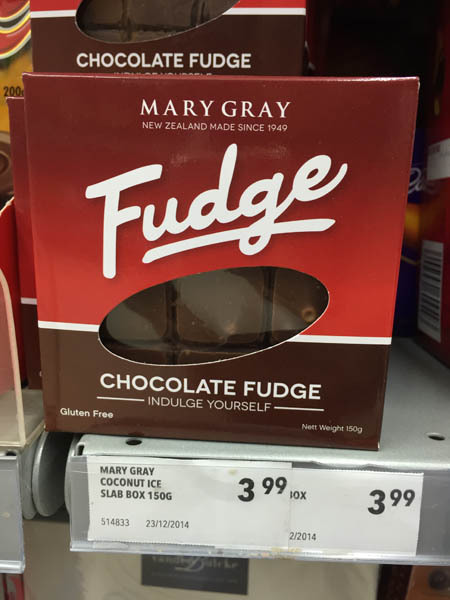 CHOCOLATE FUDGE
200g
MARY GRAY
NEW ZEALAND MADE SINCE 1949
Fudge
CHOCOLATE FUDGE
INDULGE YOURSELF
Gluten Free
Nett Weight 150g
MARY GRAY
COCONUT ICE
SLAB BOX 150G
3 99
514833 23/12/2014
BOX
3 99
2/2014